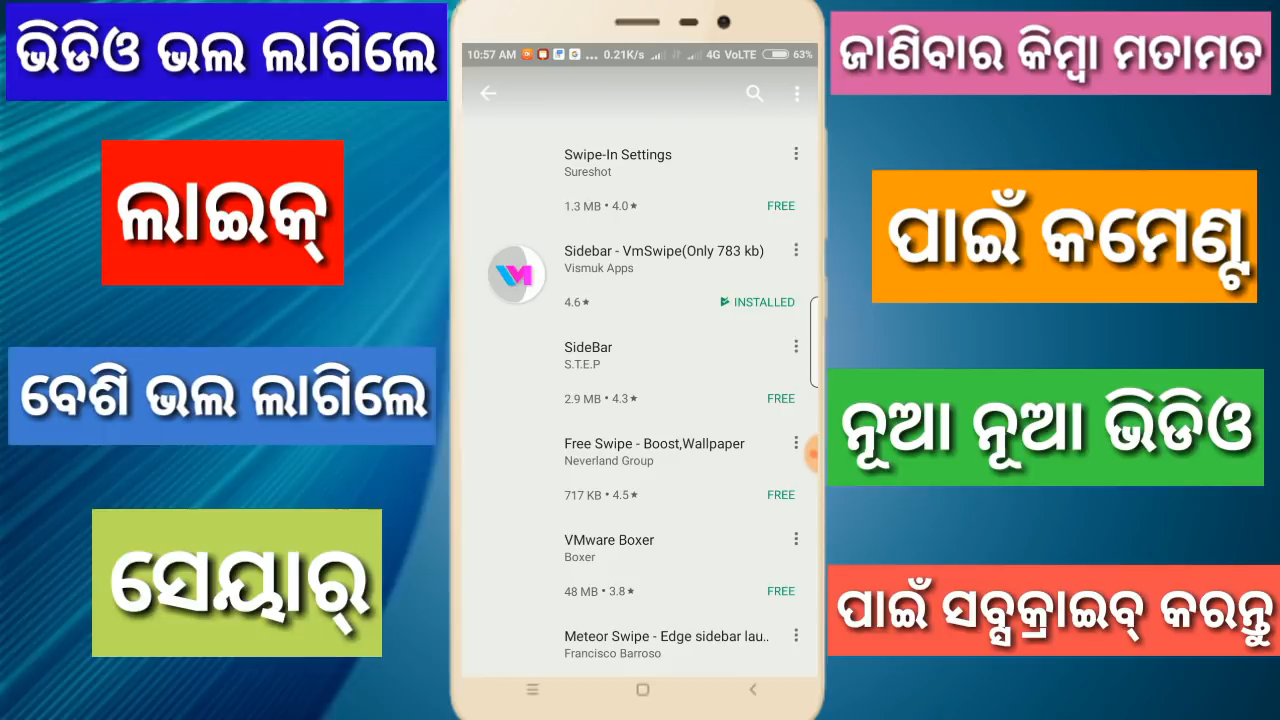 ଭିଡିଓ ଭଲ ଲାଗିଲେ
ଲାଇକ୍
ବେଶି ଭଲ ଲାଗିଲେ
ସେୟାର୍
10:57 AM ... 0.21K/s 4G VoLTE 63%
Swipe-In Settings
Sureshot
1.3 MB • 4.0★ FREE
Sidebar - VmSwipe(Only 783 kb)
Vismuk Apps
4.6★ INSTALLED
SideBar
S.T.E.P
2.9 MB • 4.3★ FREE
Free Swipe - Boost,Wallpaper
Neverland Group
717 KB • 4.5★ FREE
VMware Boxer
Boxer
48 MB • 3.8★ FREE
Meteor Swipe - Edge sidebar lau..
Francisco Barroso
ଜାଣିବାର କିମ୍ବା ମତାମତ
ପାଇଁ କମେଣ୍ଟ
ନୂଆ ନୂଆ ଭିଡିଓ
ପାଇଁ ସବ୍ସକ୍ରାଇବ୍ କରନ୍ତୁ